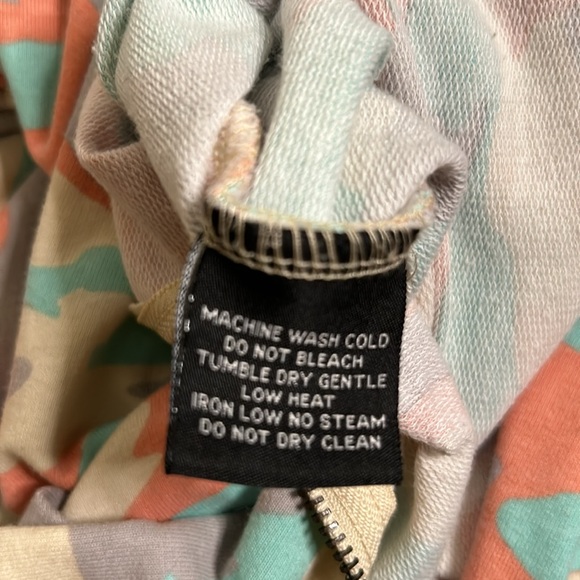 MACHINE WASH COLD
DO NOT BLEACH
TUMBLE DRY GENTLE
LOW HEAT
IRON LOW NO STEAM
DO NOT DRY CLEAN